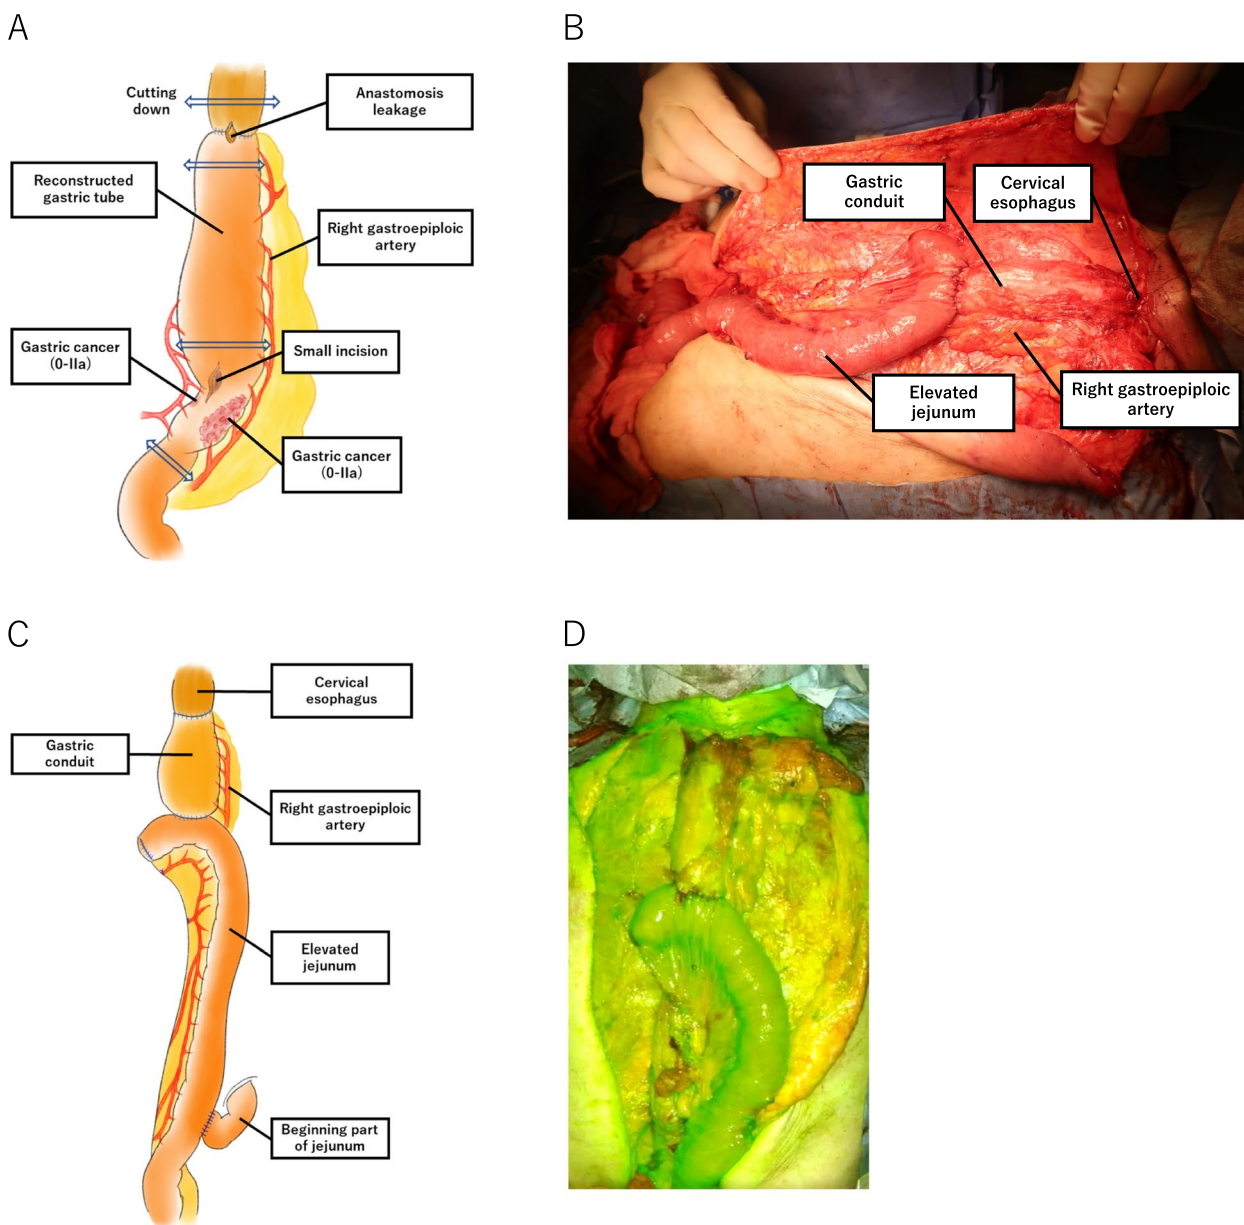 A
Cutting
down
Anastomosis
leakage
Reconstructed
gastric tube
Right gastroepiploic
artery
Gastric cancer
(0-IIa)
Small incision
Gastric cancer
(0-IIa)
B
Gastric
conduit
Cervical
esophagus
Elevated
jejunum
Right gastroepiploic
artery
C
Cervical
esophagus
Gastric
conduit
Right gastroepiploic
artery
Elevated
jejunum
Beginning part
of jejunum
D